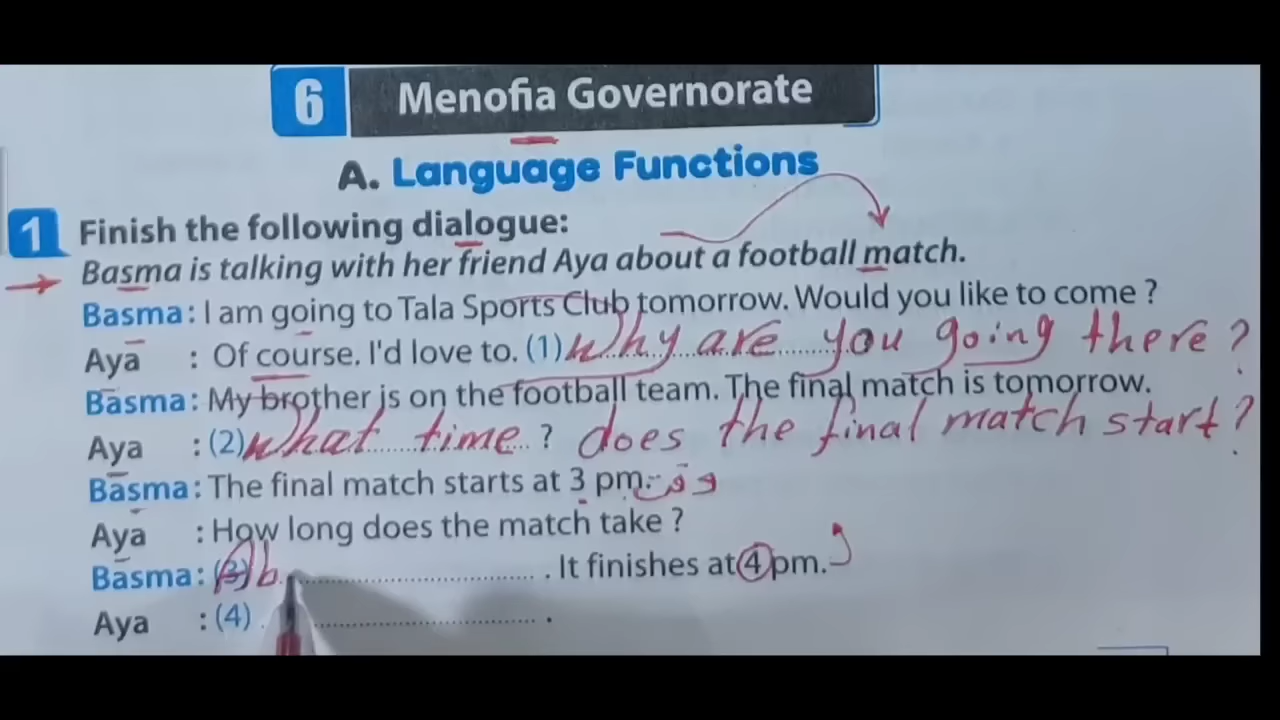 6 Menofia Governorate
A. Language Functions
1 Finish the following dialogue:
Basma is talking with her friend Aya about a football match.
Basma: I am going to Tala Sports Club tomorrow. Would you like to come ?
Aya : Of course. I'd love to. (1) Why are you going there?
Basma: My brother is on the football team. The final match is tomorrow.
Aya : (2) What time ? does the final match start?
Basma: The final match starts at 3 pm. وقت
Aya : How long does the match take ?
Basma: (3) Ab ............ . It finishes at 4 pm.
Aya : (4) ............ .